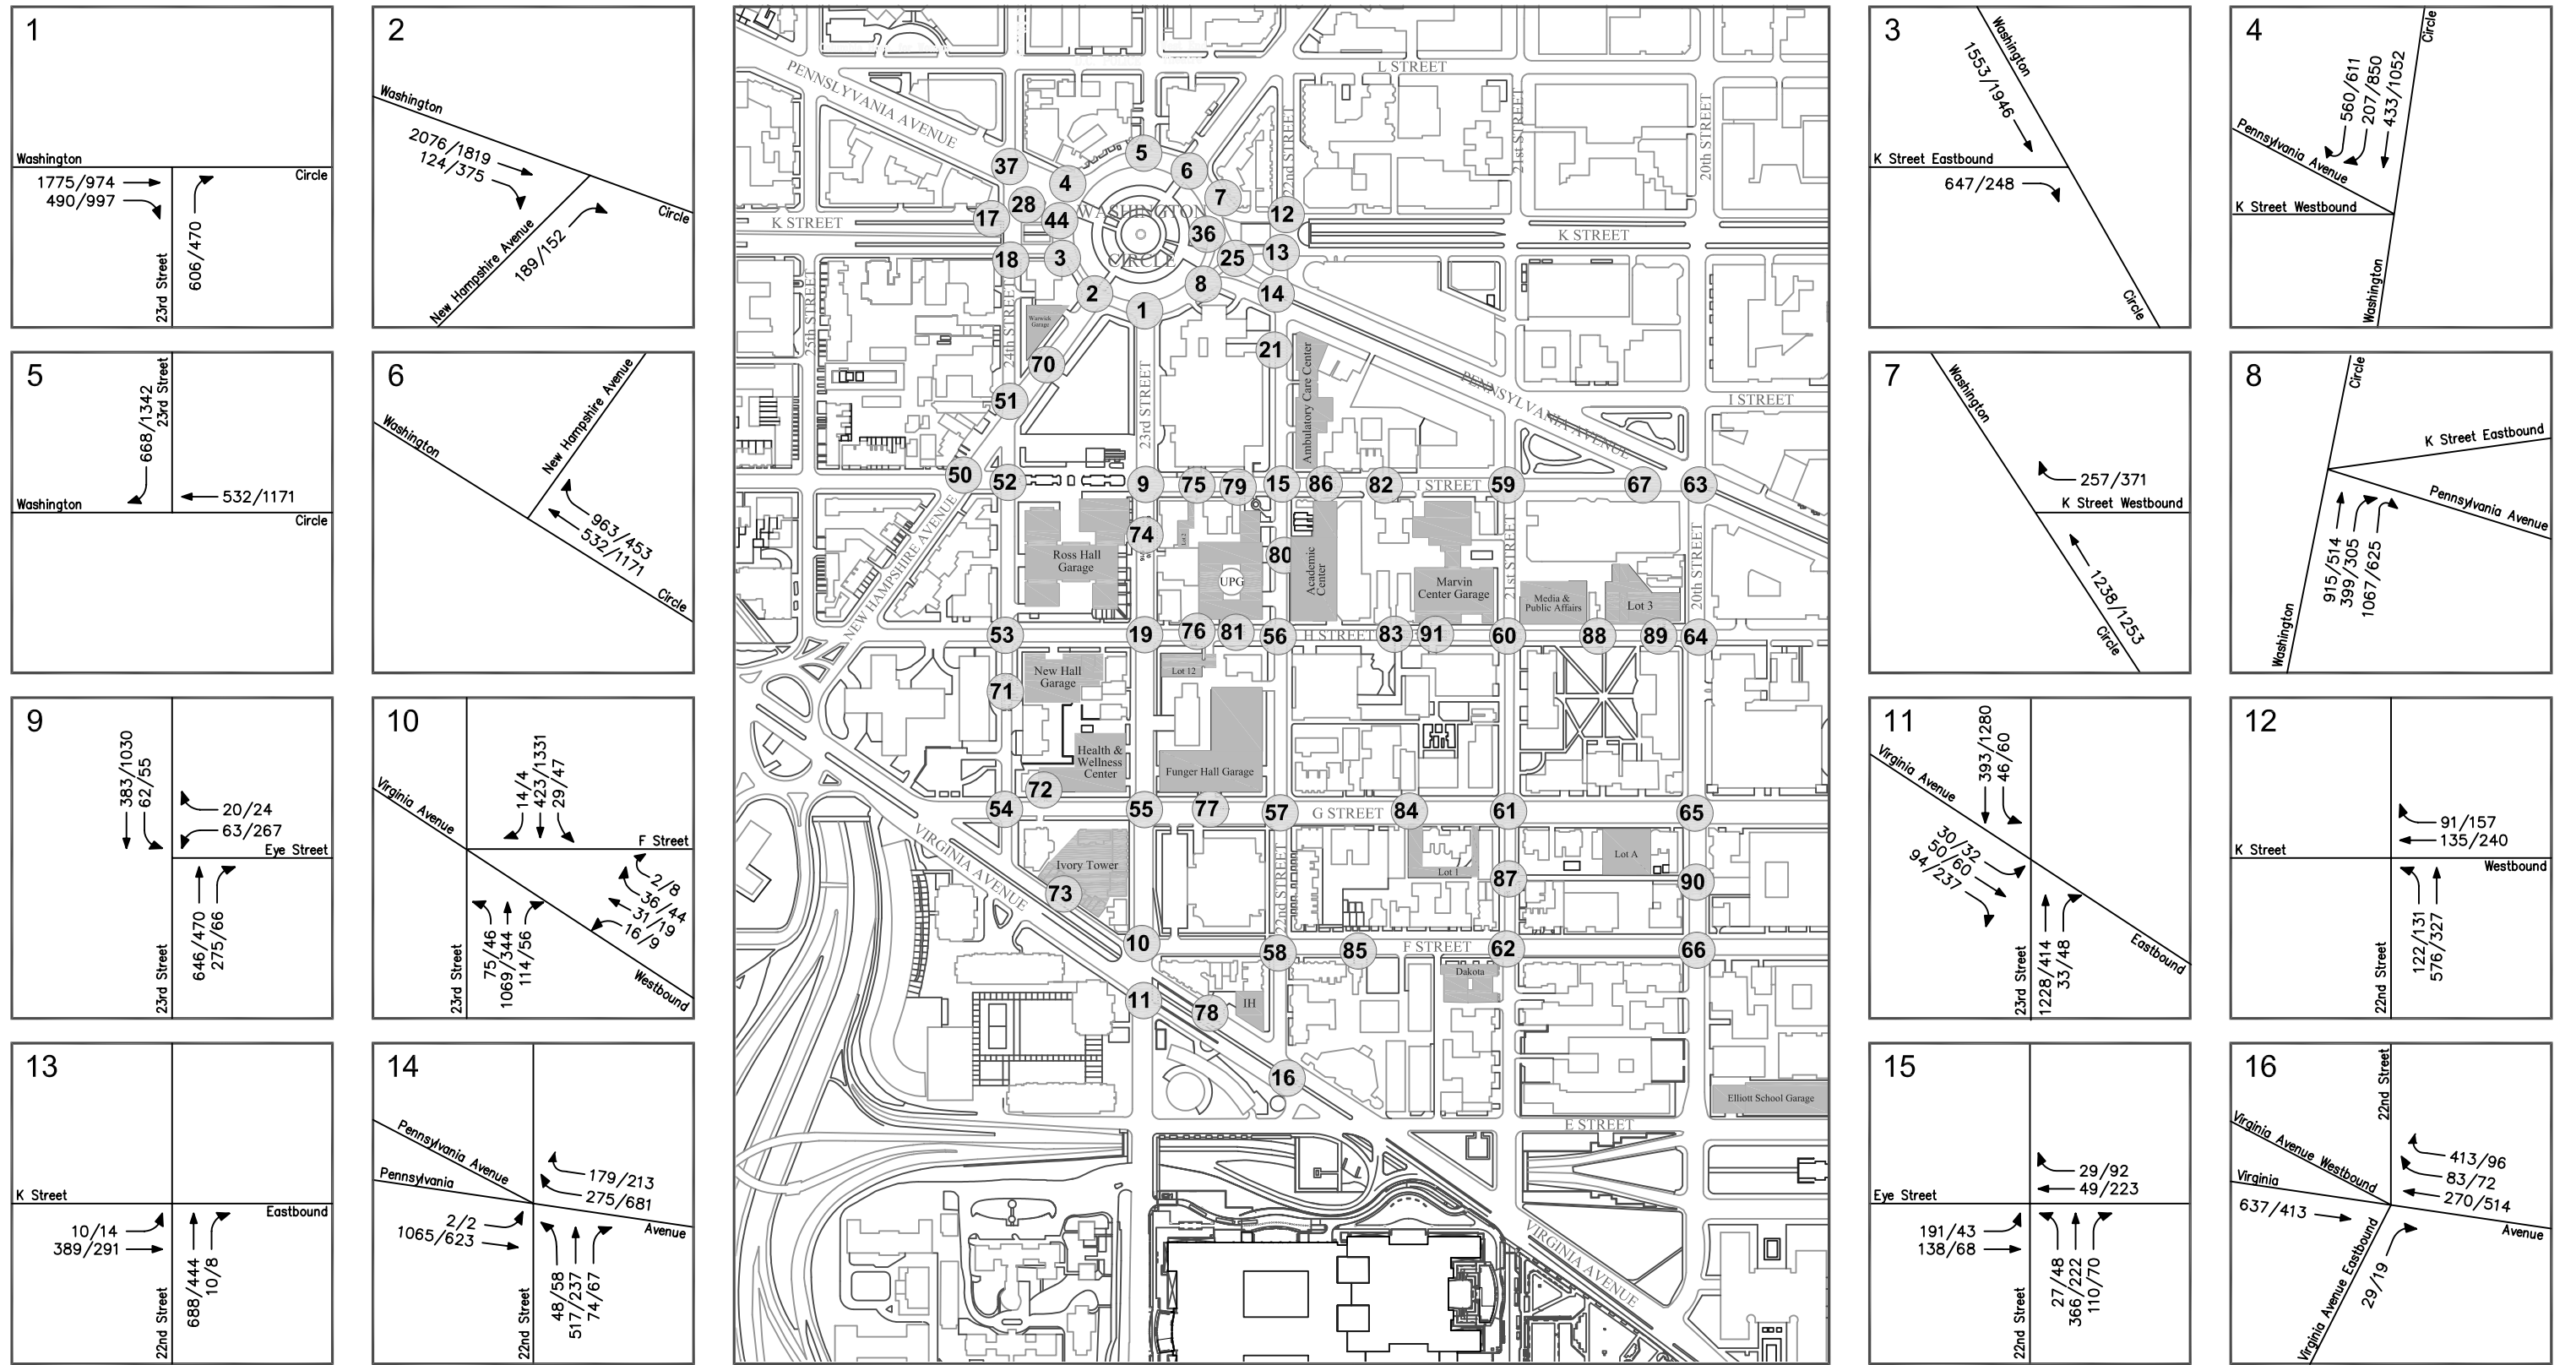 1
Washington
Circle
1775/974
490/997
606/470
23rd Street
2
Washington
2076/1819
124/375
189/152
New Hampshire Avenue
Circle
5
668/1342
23rd Street
532/1171
Washington
Circle
6
New Hampshire Avenue
Washington
963/453
532/1171
Circle
9
383/1030
62/55
20/24
63/267
Eye Street
646/470
275/66
23rd Street
10
Virginia Avenue
14/4
423/1331
29/47
F Street
2/8
36/44
31/19
16/9
75/46
1069/344
114/56
23rd Street
Westbound
13
K Street
Eastbound
10/14
389/291
688/444
10/8
22nd Street
14
Pennsylvania Avenue
Pennsylvania
179/213
275/681
2/2
1065/623
Avenue
48/58
517/237
74/67
22nd Street
L STREET
PENNSLYVANIA AVENUE
22nd STREET
21st STREET
20th STREET
5
37
6
4
7
28
WASHINGTON
12
17
44
K STREET
36
K STREET
13
18
3
CIRCLE
25
8
14
2
1
25th STREET
24th STREET
Warwick
Garage
21
70
Ambulatory Care Center
PENNSYLVANIA AVENUE
51
23rd STREET
I STREET
50
52
9
75
79
15
86
82
I STREET
59
67
63
74
Lot 2
80
Ross Hall
Garage
UPG
Academic
Center
Marvin
Center Garage
21st STREET
Media &
Public Affairs
Lot 3
20th STREET
NEW HAMPSHIRE AVENUE
53
19
76
81
56
H STREET
83
91
60
88
89
64
New Hall
Garage
Lot 12
71
Health &
Wellness
Center
Funger Hall Garage
72
54
55
77
57
G STREET
84
61
65
VIRGINIA AVENUE
Ivory Tower
22nd STREET
Lot 1
Lot A
73
87
90
10
58
85
F STREET
62
66
Dakota
11
78
IH
16
Elliott School Garage
E STREET
VIRGINIA AVENUE
3
Washington
1553/1946
K Street Eastbound
647/248
Circle
4
Circle
560/611
207/850
433/1052
Pennsylvania Avenue
K Street Westbound
Washington
7
Washington
257/371
K Street Westbound
1238/1253
Circle
8
Circle
K Street Eastbound
Pennsylvania Avenue
915/514
399/305
1067/625
Washington
11
Virginia Avenue
393/1280
46/60
30/32
50/60
94/237
23rd Street
1228/414
33/48
Eastbound
12
91/157
135/240
K Street
Westbound
122/131
576/327
22nd Street
15
29/92
49/223
Eye Street
191/43
138/68
27/48
366/222
110/70
22nd Street
16
22nd Street
Virginia Avenue Westbound
413/96
83/72
270/514
Virginia
637/413
Avenue
29/19
Virginia Avenue Eastbound